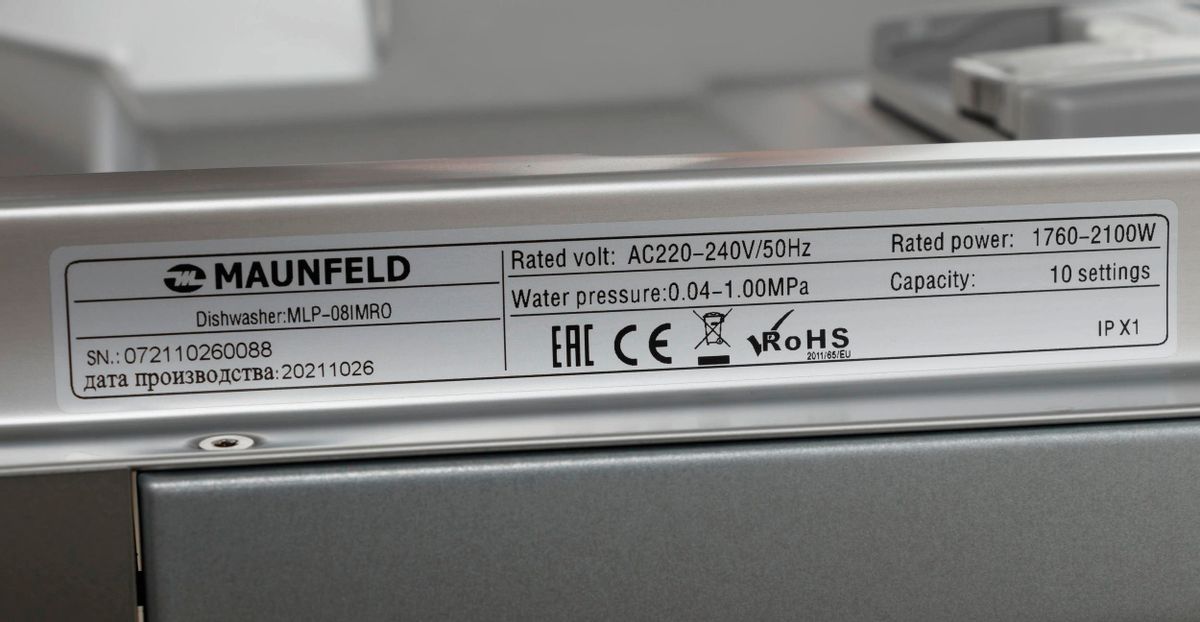 MAUNFELD
Dishwasher:MLP-08IMRO
SN.: 072110260088
дата производства:20211026
Rated volt: AC220-240V/50Hz
Rated power: 1760-2100W
Water pressure:0.04-1.00MPa
Capacity: 10 settings
EAC CE RoHS
2011/65/EU
IP X1